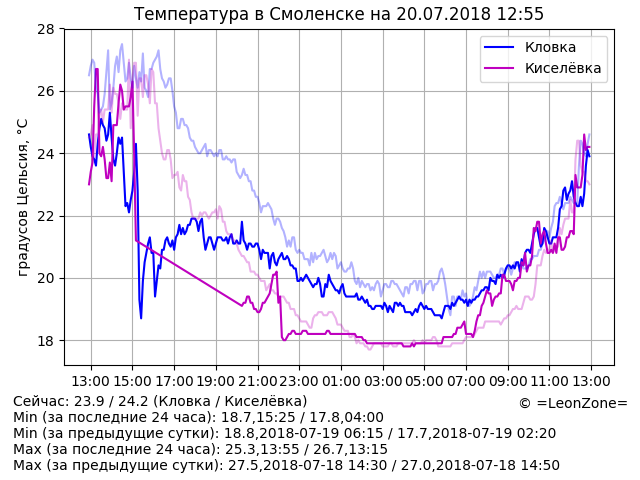 Температура в Смоленске на 20.07.2018 12:55
Кловка
Киселёвка
градусов Цельсия, °C
28
26
24
22
20
18
13:00 15:00 17:00 19:00 21:00 23:00 01:00 03:00 05:00 07:00 09:00 11:00 13:00
Сейчас: 23.9 / 24.2 (Кловка / Киселёвка)
© =LeonZone=
Min (за последние 24 часа): 18.7,15:25 / 17.8,04:00
Min (за предыдущие сутки): 18.8,2018-07-19 06:15 / 17.7,2018-07-19 02:20
Max (за последние 24 часа): 25.3,13:55 / 26.7,13:15
Max (за предыдущие сутки): 27.5,2018-07-18 14:30 / 27.0,2018-07-18 14:50